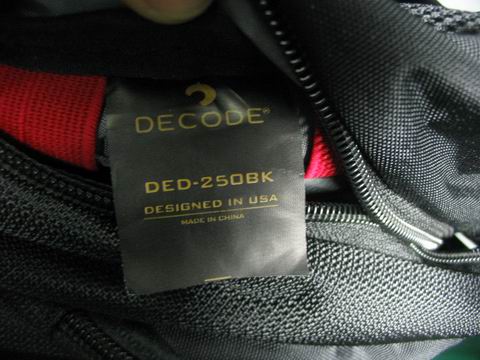 DECODE®
DED-250BK
DESIGNED IN USA
MADE IN CHINA